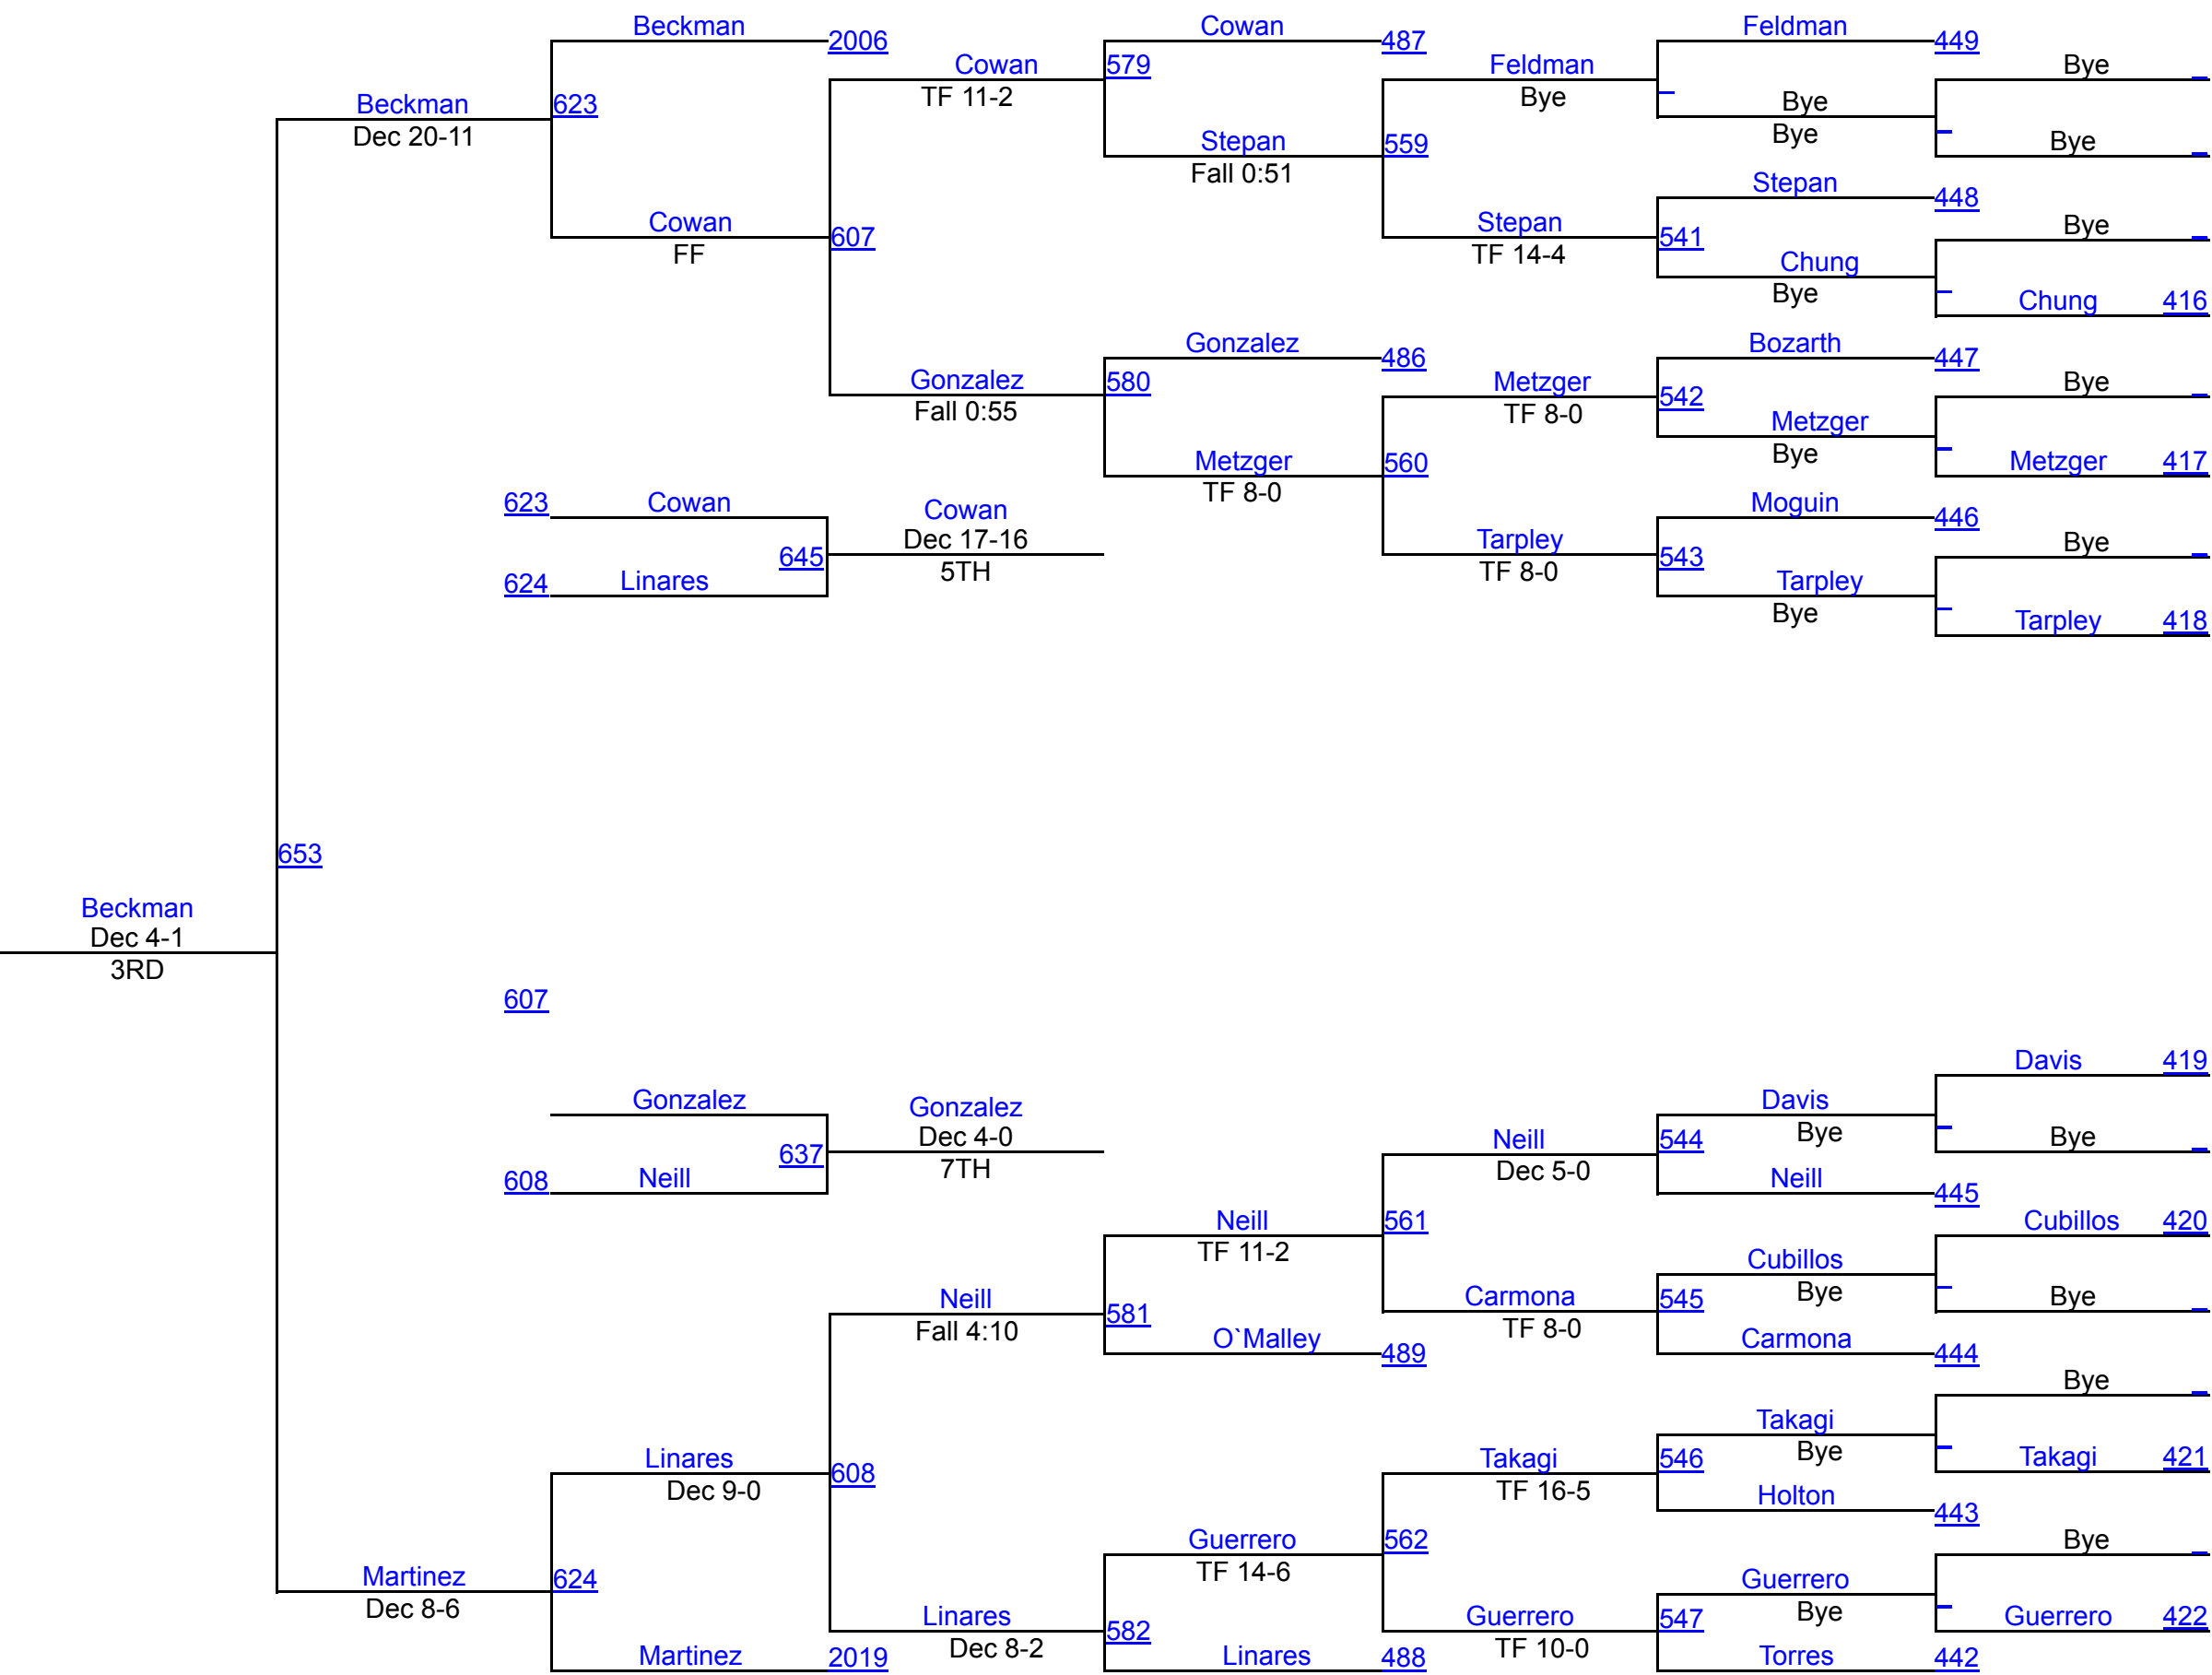 Beckman 2006
Cowan 487
Feldman 449
Cowan 579
TF 11-2
Feldman
Bye
Bye
Beckman 623
Dec 20-11
Bye
Bye
Bye
Stepan 559
Fall 0:51
Stepan 448
Cowan 607
FF
Stepan 541
TF 14-4
Bye
Chung
Bye
Chung 416
Gonzalez 486
Bozarth 447
Gonzalez 580
Fall 0:55
Metzger 542
TF 8-0
Bye
Metzger
Bye
Metzger 560
TF 8-0
Metzger 417
623 Cowan
Cowan
Dec 17-16
5TH
Moguin 446
645
Tarpley 543
TF 8-0
Bye
624 Linares
Tarpley
Bye
Tarpley 418
653
Beckman
Dec 4-1
3RD
607
Davis 419
Gonzalez
Gonzalez
Dec 4-0
7TH
Davis
Bye
637
Neill 544
Dec 5-0
Bye
608 Neill
Neill 445
Neill 561
TF 11-2
Cubillos 420
Cubillos
Bye
Neill 581
Fall 4:10
Carmona 545
TF 8-0
Bye
O`Malley 489
Carmona 444
Bye
Takagi
Bye
Linares 608
Dec 9-0
Takagi 546
TF 16-5
Takagi 421
Holton 443
Guerrero 562
TF 14-6
Bye
Martinez 624
Dec 8-6
Guerrero
Bye
Linares 582
Dec 8-2
Guerrero 547
TF 10-0
Guerrero 422
Martinez 2019
Linares 488
Torres 442